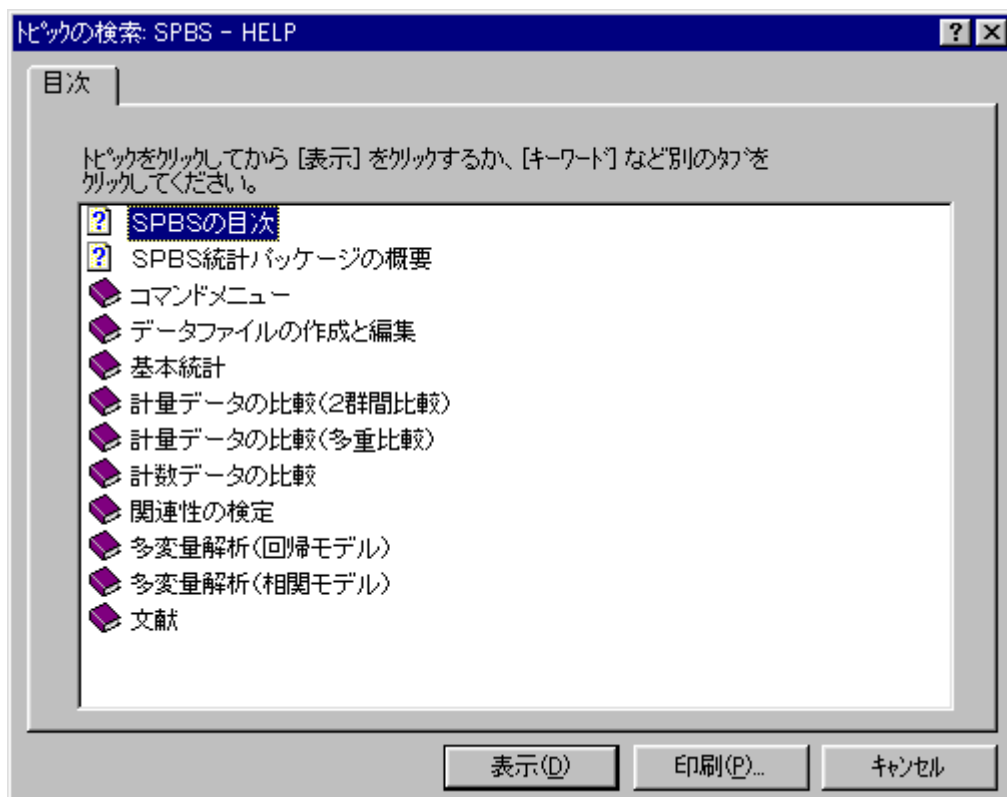 ﾄﾋﾟｯｸの検索: SPBS - HELP
目次
ﾄﾋﾟｯｸをｸﾘｯｸしてから [表示] をｸﾘｯｸするか、[ｷｰﾜｰﾄﾞ] など別のﾀﾌﾞを
ｸﾘｯｸしてください。
SPBSの目次
SPBS統計パッケージの概要
コマンドメニュー
データファイルの作成と編集
基本統計
計量データの比較(2群間比較)
計量データの比較(多重比較)
計数データの比較
関連性の検定
多変量解析(回帰モデル)
多変量解析(相関モデル)
文献
表示(D) 印刷(P)... ｷｬﾝｾﾙ